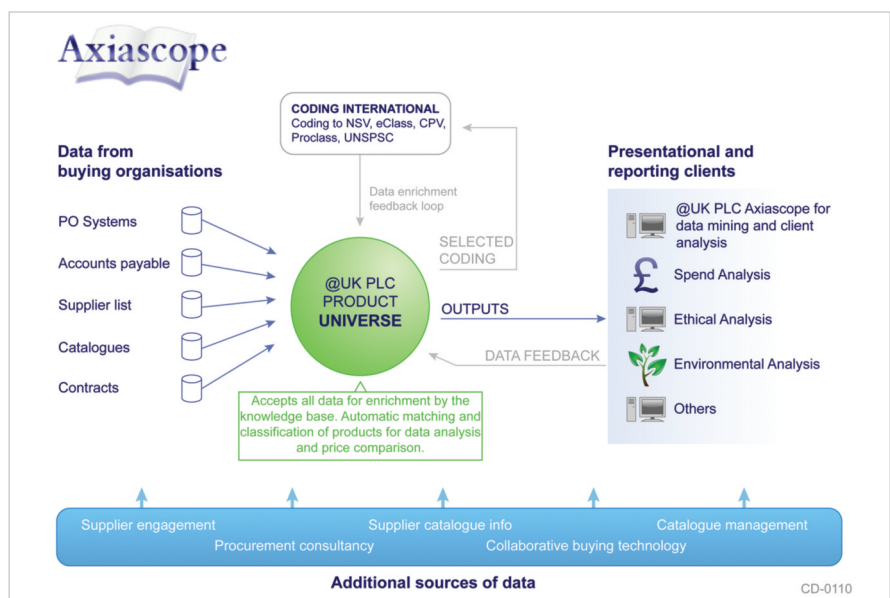 Axiascope
CODING INTERNATIONAL
Coding to NSV, eClass, CPV,
Proclass, UNSPSC
Data from
buying organisations
Presentational and
reporting clients
Data enrichment
feedback loop
PO Systems
Accounts payable
Supplier list
Catalogues
Contracts
SELECTED
CODING
@UK PLC
PRODUCT
UNIVERSE
OUTPUTS
DATA FEEDBACK
@UK PLC Axiascope for
data mining and client
analysis
£
Spend Analysis
Ethical Analysis
Environmental Analysis
Others
Accepts all data for enrichment by the
knowledge base. Automatic matching and
classification of products for data analysis
and price comparison.
Supplier engagement
Supplier catalogue info
Catalogue management
Procurement consultancy
Collaborative buying technology
Additional sources of data
CD-0110